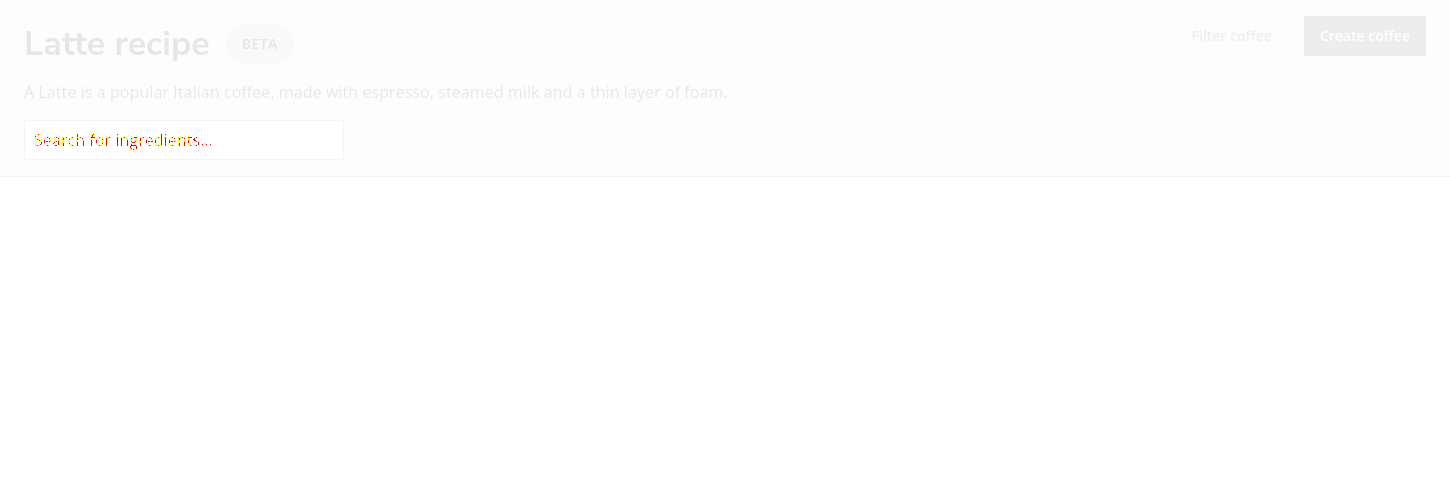 Latte recipe BETA
Filter coffee Create coffee
A Latte is a popular Italian coffee, made with espresso, steamed milk and a thin layer of foam.
Search for ingredients...